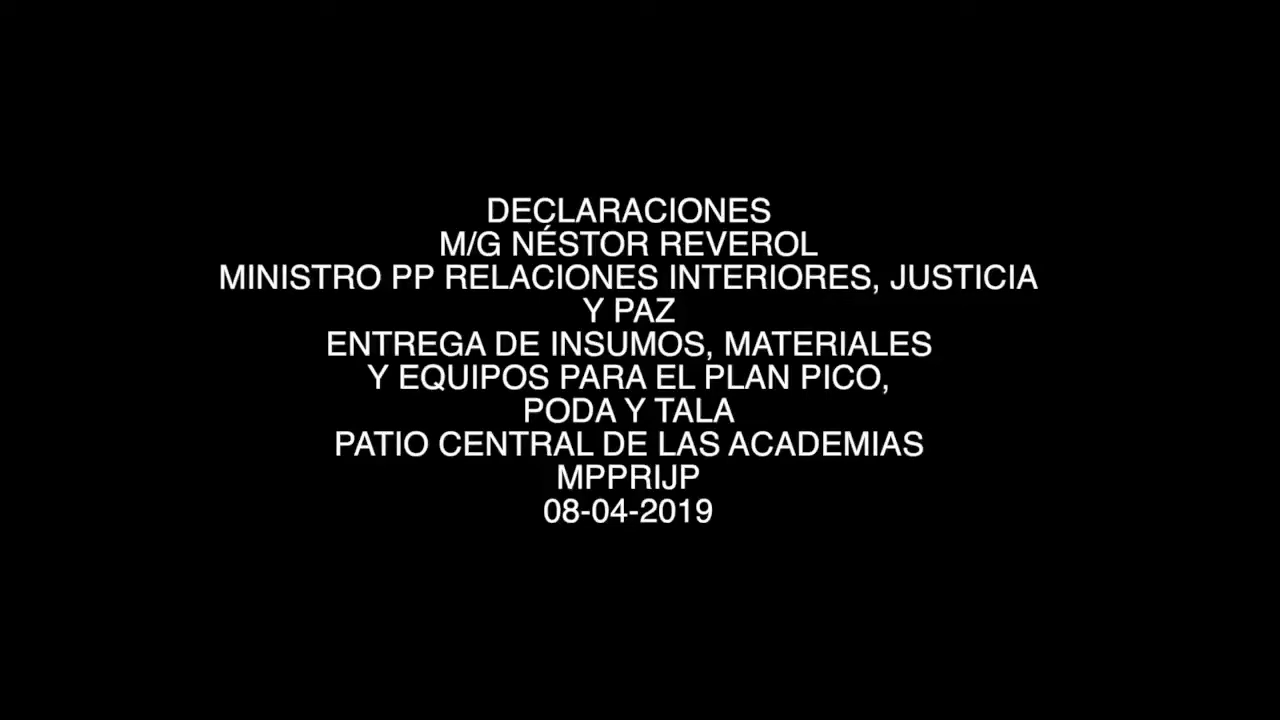 DECLARACIONES
M/G NÉSTOR REVEROL
MINISTRO PP RELACIONES INTERIORES, JUSTICIA
Y PAZ
ENTREGA DE INSUMOS, MATERIALES
Y EQUIPOS PARA EL PLAN PICO,
PODA Y TALA
PATIO CENTRAL DE LAS ACADEMIAS
MPPRIJP
08-04-2019